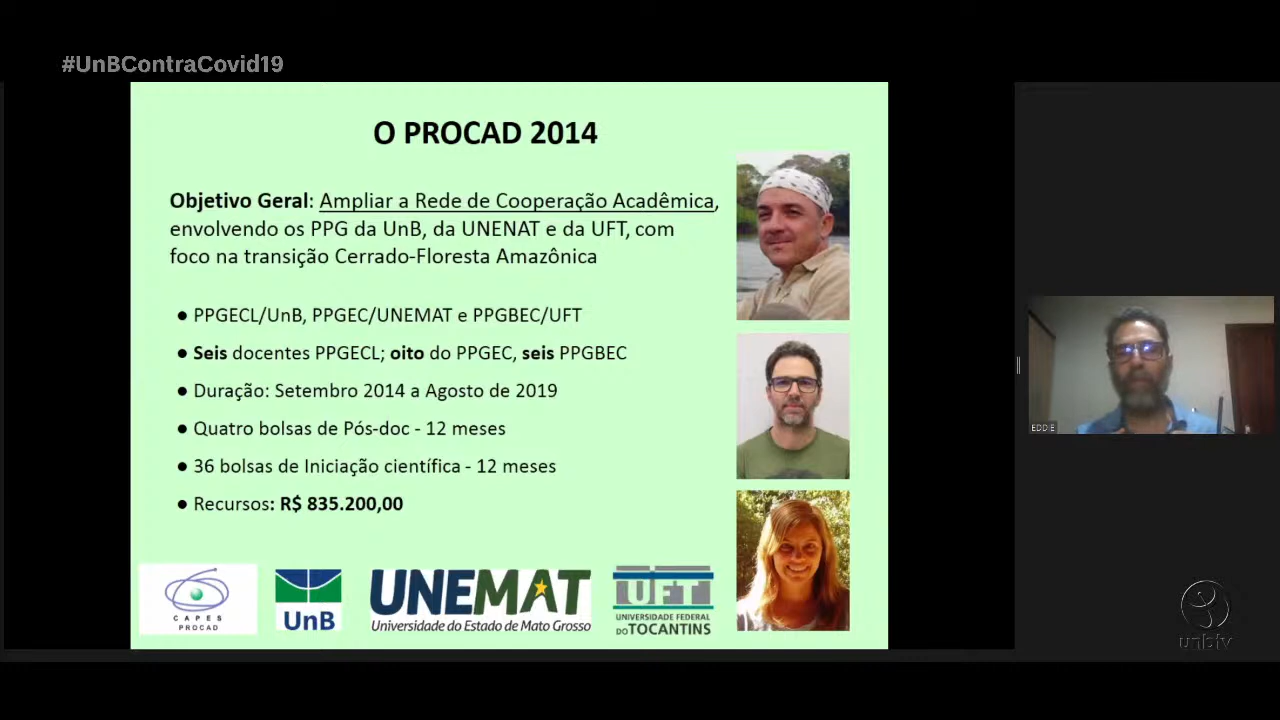 #UnBContraCovid19
O PROCAD 2014
Objetivo Geral: Ampliar a Rede de Cooperação Acadêmica,
envolvendo os PPG da UnB, da UNENAT e da UFT, com
foco na transição Cerrado-Floresta Amazônica
● PPGECL/UnB, PPGEC/UNEMAT e PPGBEC/UFT
● Seis docentes PPGECL; oito do PPGEC, seis PPGBEC
● Duração: Setembro 2014 a Agosto de 2019
● Quatro bolsas de Pós-doc - 12 meses
● 36 bolsas de Iniciação científica - 12 meses
● Recursos: R$ 835.200,00
EDDIE
CAPES
PROCAD
UnB
UNEMAT
Universidade do Estado de Mato Grosso
UFT
UNIVERSIDADE FEDERAL
DO TOCANTINS
unbtv